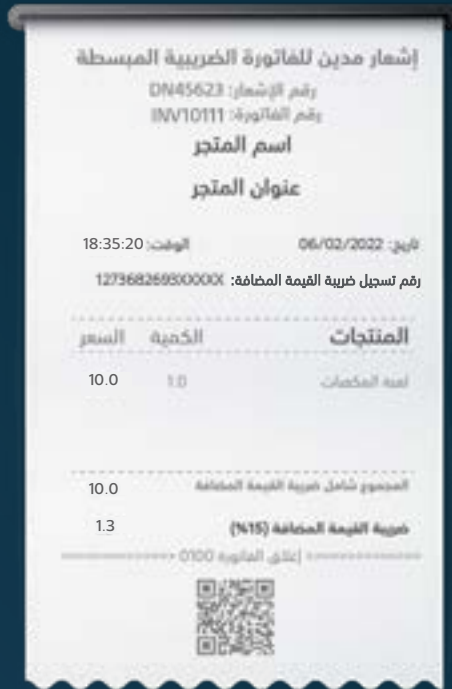 إشعار مدين للفاتورة الضريبية المبسطة
رقم الإشعار: DN45623
رقم الفاتورة: INV10111
اسم المتجر
عنوان المتجر
تاريخ: 06/02/2022 الوقت: 18:35:20
رقم تسجيل ضريبة القيمة المضافة: 1273682693XXXXX
المنتجات الكمية السعر
لعبة المكعبات 1.0 10.0
المجموع شامل ضريبة القيمة المضافة 10.0
ضريبة القيمة المضافة (15%) 1.3
إغلاق الفاتورة 0100